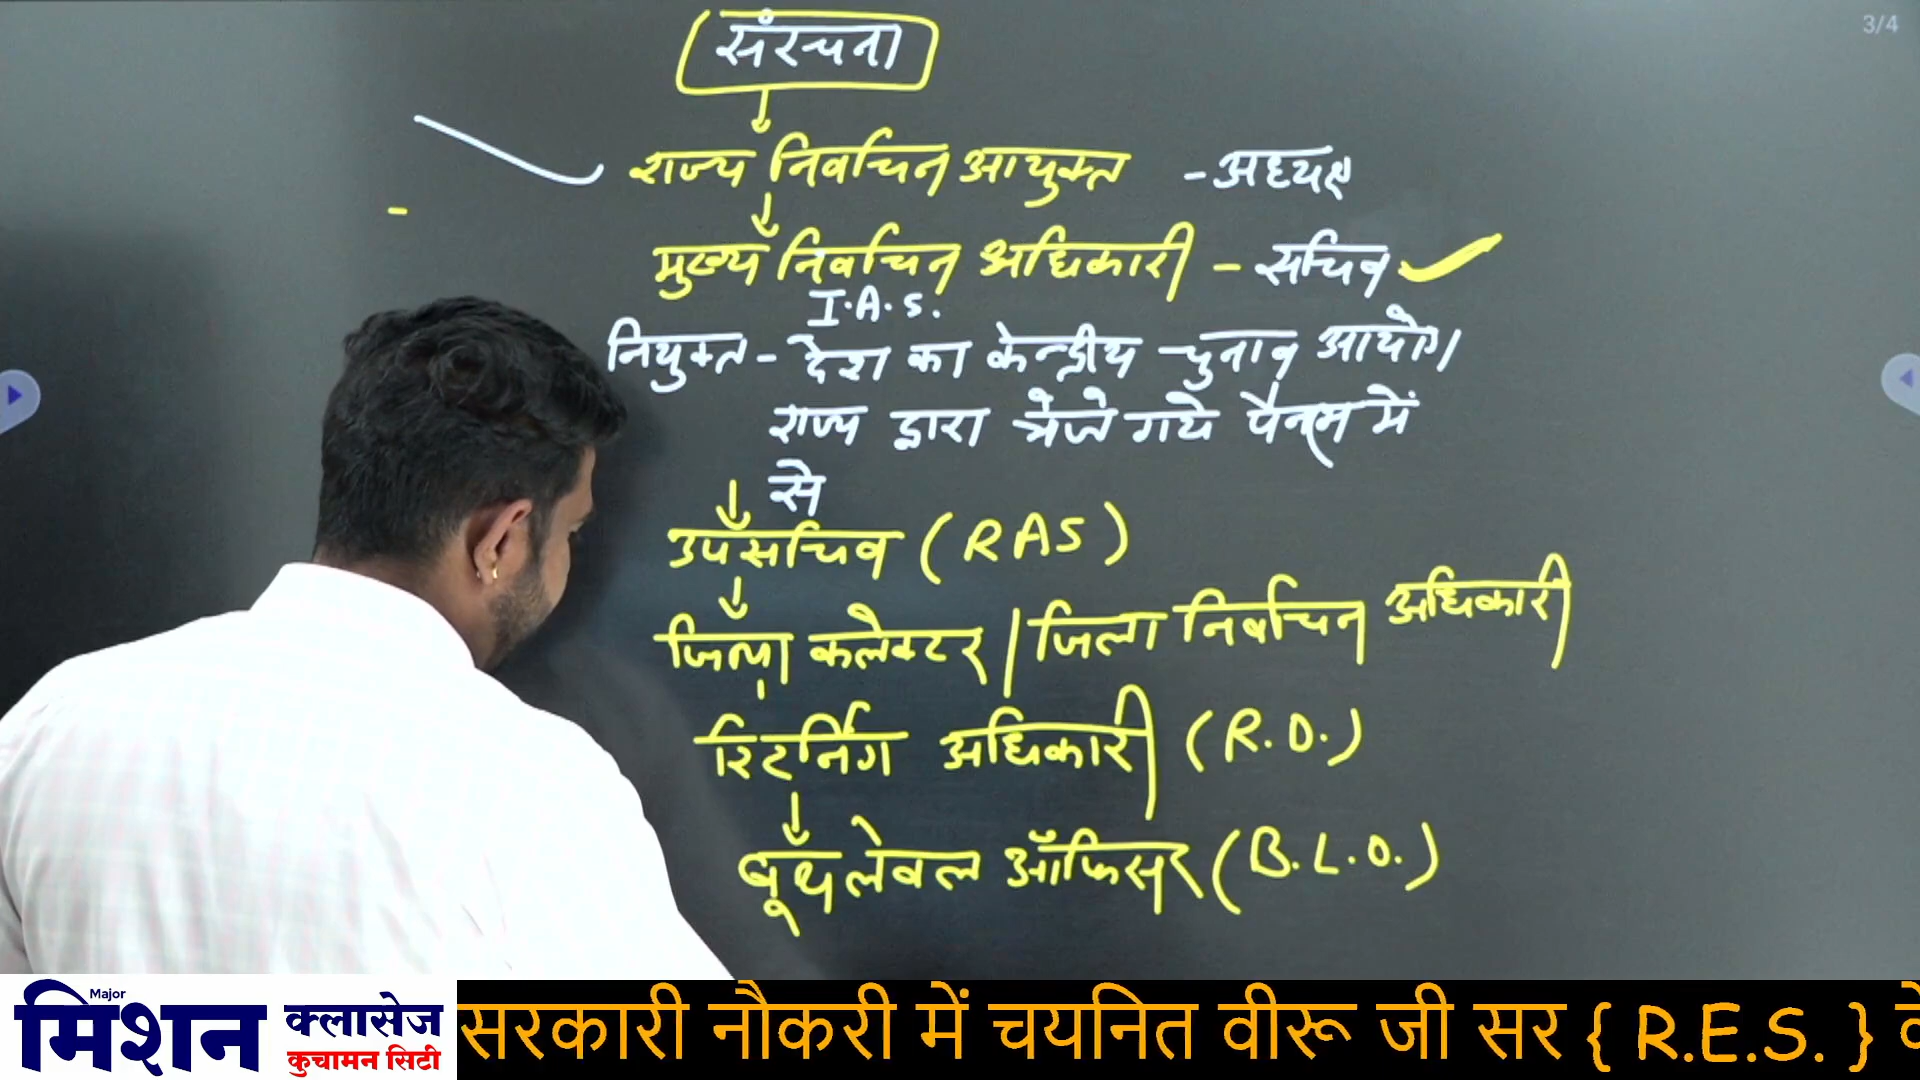 3/4
संरचना
राज्य निर्वाचन आयुक्त - अध्यक्ष
मुख्य निर्वाचन अधिकारी - सचिव
I.A.S.
नियुक्त - देश का केन्द्रीय चुनाव आयोग
राज्य द्वारा भेजे गये पैनल में
से
उपसचिव (RAS)
जिला कलेक्टर / जिला निर्वाचन अधिकारी
रिटर्निंग अधिकारी (R.O.)
बूथ लेवल ऑफिसर (B.L.O.)
Major
मिशन क्लासेज
कुचामन सिटी
सरकारी नौकरी में चयनित वीरू जी सर { R.E.S. } के